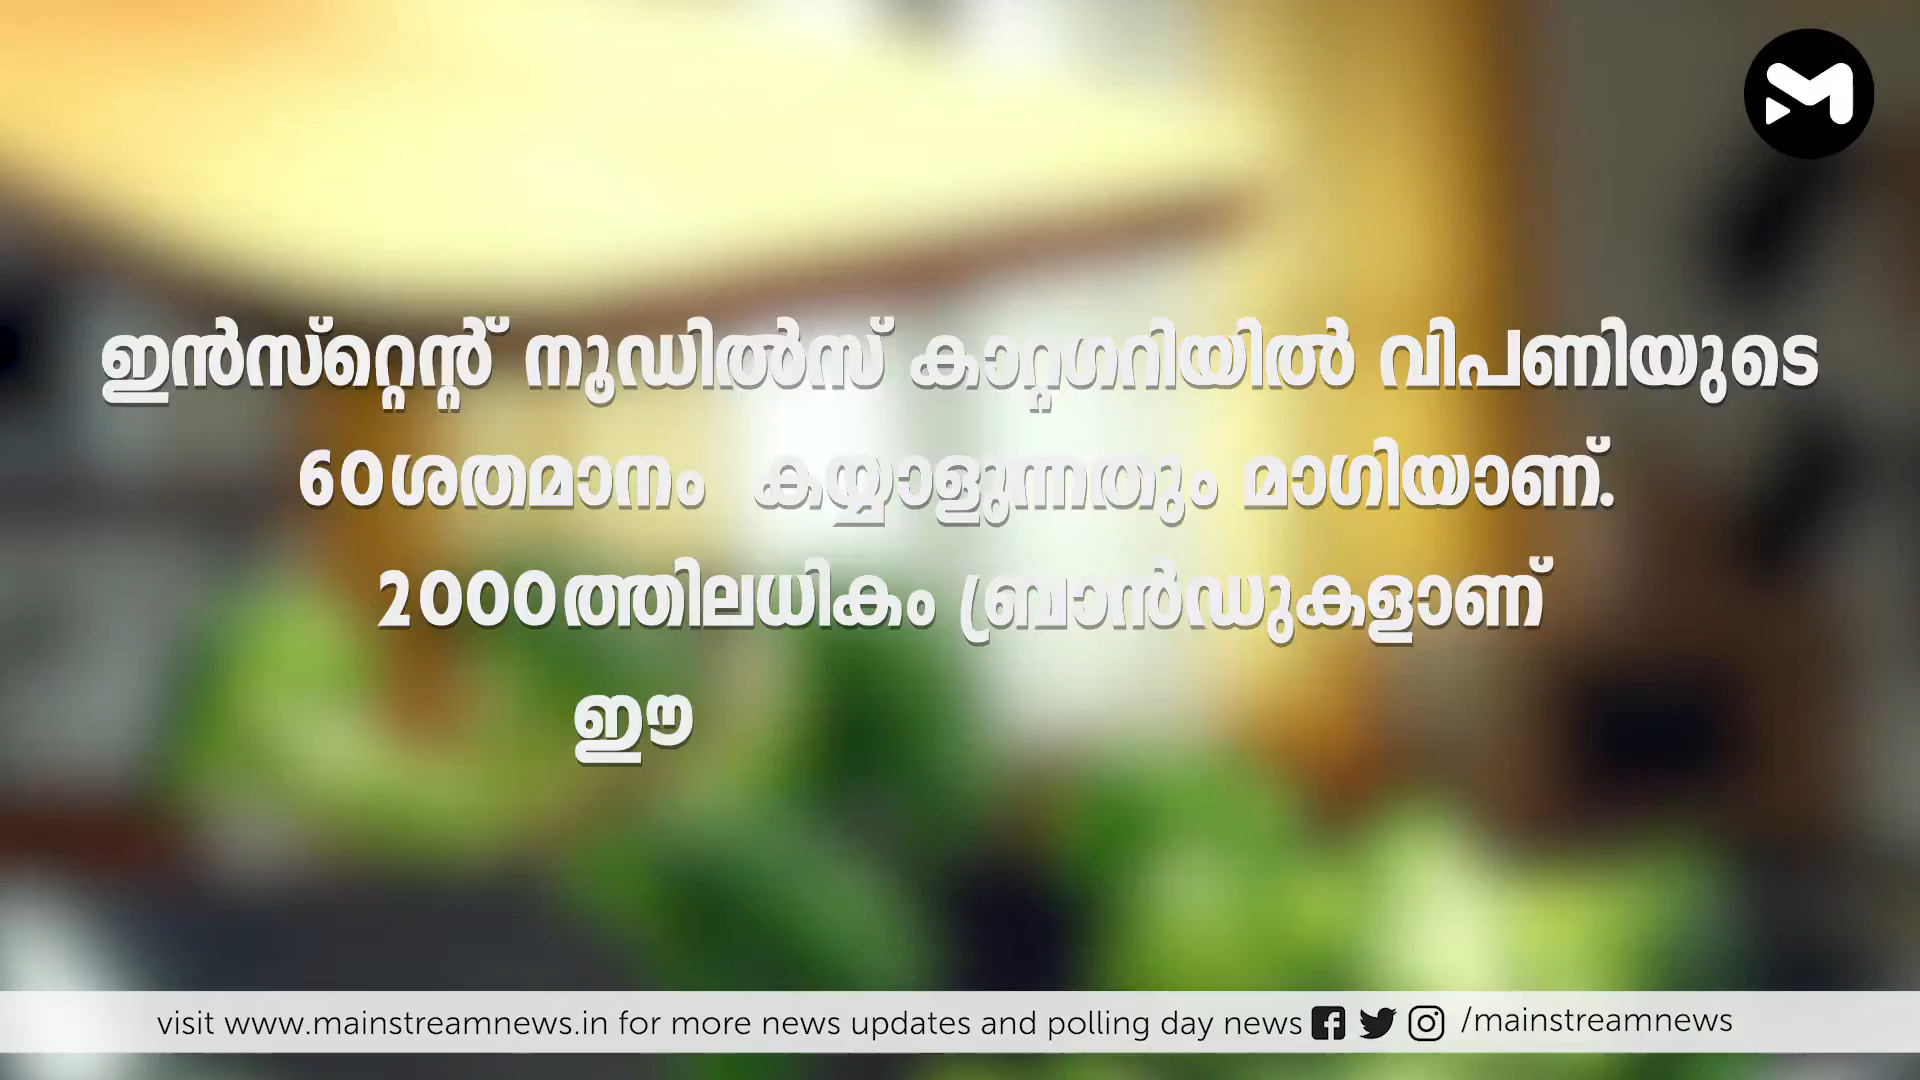 ഇൻസ്റ്റെന്റ് നൂഡിൽസ് കാറ്റഗറിയിൽ വിപണിയുടെ
60ശതമാനം കയ്യാളുന്നതും മാഗിയാണ്.
2000ത്തിലധികം ബ്രാൻഡുകളാണ്
ഈ
visit www.mainstreamnews.in for more news updates and polling day news /mainstreamnews